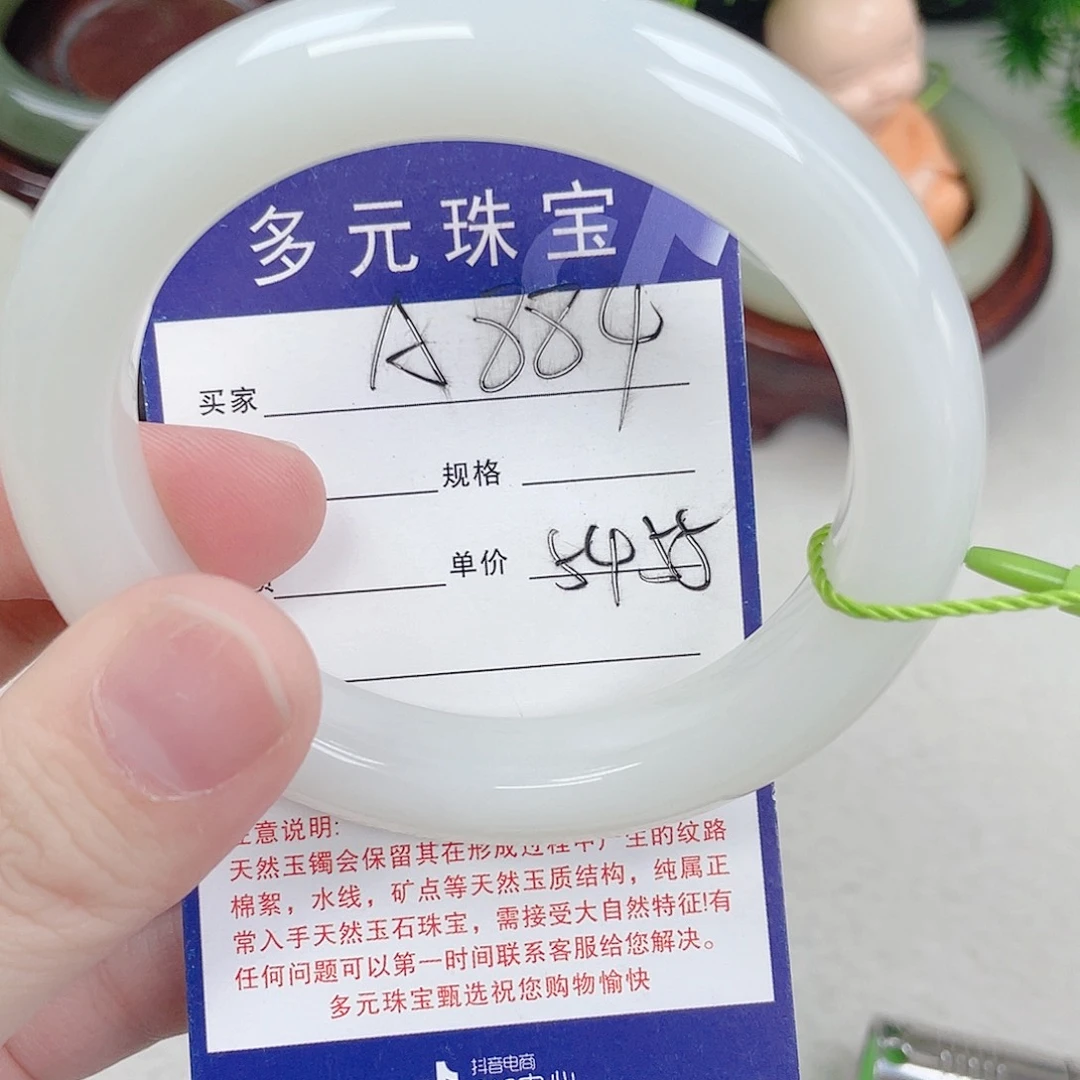 多元珠宝
买家 A884
规格
单价
意说明:
天然玉镯会保留其在形成过程中产生的纹路
棉絮，水线，矿点等天然玉质结构，纯属正
常入手天然玉石珠宝，需接受大自然特征!有
任何问题可以第一时间联系客服给您解决。
多元珠宝甄选祝您购物愉快
抖音电商